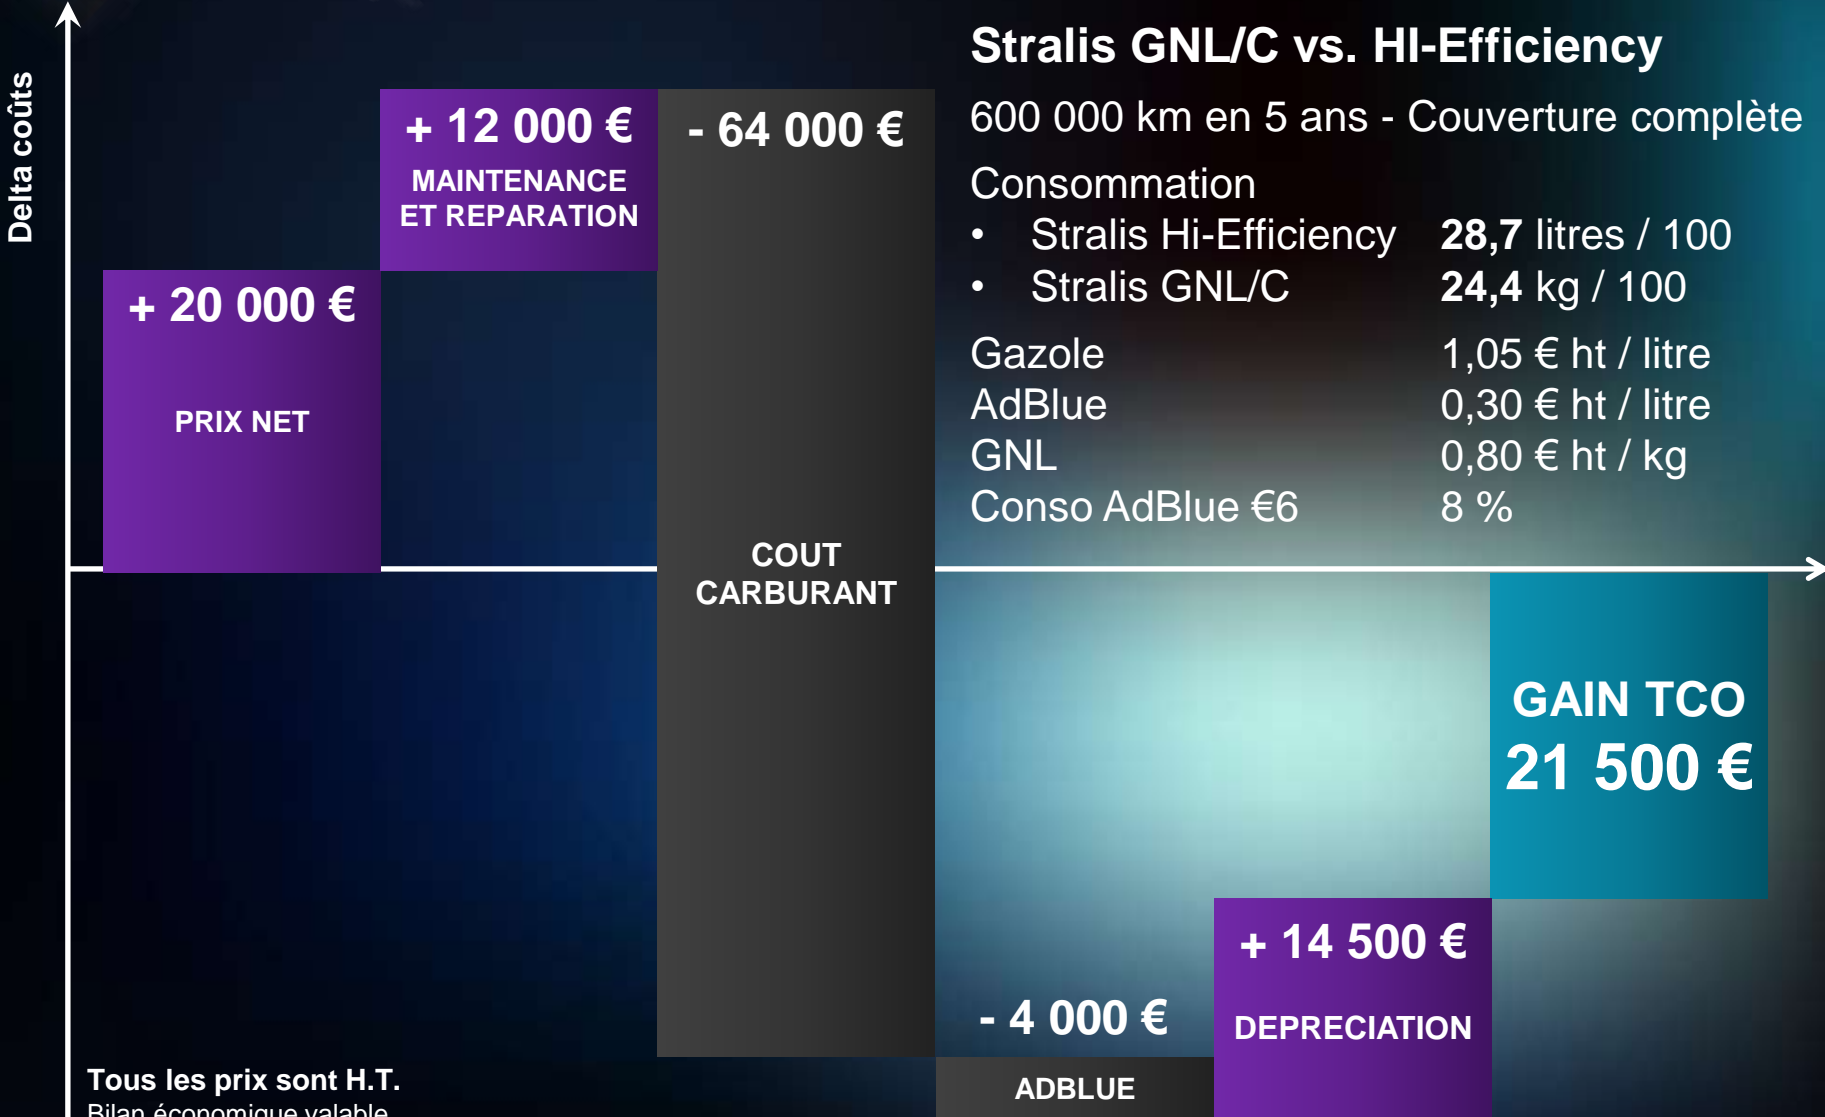 Delta coûts
+ 20 000 €
PRIX NET
+ 12 000 €
MAINTENANCE
ET REPARATION
- 64 000 €
COUT
CARBURANT
- 4 000 €
ADBLUE
+ 14 500 €
DEPRECIATION
GAIN TCO
21 500 €
Stralis GNL/C vs. HI-Efficiency
600 000 km en 5 ans - Couverture complète
Consommation
• Stralis Hi-Efficiency 28,7 litres / 100
• Stralis GNL/C 24,4 kg / 100
Gazole 1,05 € ht / litre
AdBlue 0,30 € ht / litre
GNL 0,80 € ht / kg
Conso AdBlue €6 8 %
Tous les prix sont H.T.
Bilan économique valable